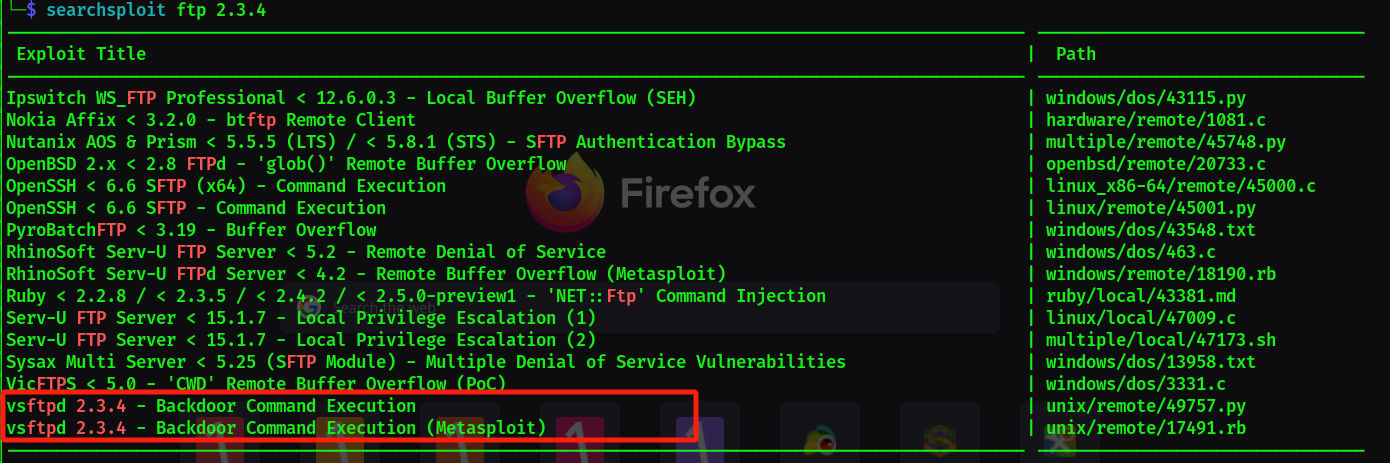 └─$ searchsploit ftp 2.3.4
Exploit Title | Path
Ipswitch WS_FTP Professional < 12.6.0.3 - Local Buffer Overflow (SEH) | windows/dos/43115.py
Nokia Affix < 3.2.0 - btftp Remote Client | hardware/remote/1081.c
Nutanix AOS & Prism < 5.5.5 (LTS) / < 5.8.1 (STS) - SFTP Authentication Bypass | multiple/remote/45748.py
OpenBSD 2.x < 2.8 FTPd - 'glob()' Remote Buffer Overflow | openbsd/remote/20733.c
OpenSSH < 6.6 SFTP (x64) - Command Execution | linux_x86-64/remote/45000.c
OpenSSH < 6.6 SFTP - Command Execution | linux/remote/45001.py
Firefox
PyroBatchFTP < 3.19 - Buffer Overflow | windows/dos/43548.txt
RhinoSoft Serv-U FTP Server < 5.2 - Remote Denial of Service | windows/dos/463.c
RhinoSoft Serv-U FTPd Server < 4.2 - Remote Buffer Overflow (Metasploit) | windows/remote/18190.rb
Ruby < 2.2.8 / < 2.3.5 / < 2.4.2 / < 2.5.0-preview1 - 'NET::Ftp' Command Injection | ruby/local/43381.md
Search the web
Serv-U FTP Server < 15.1.7 - Local Privilege Escalation (1) | linux/local/47009.c
Serv-U FTP Server < 15.1.7 - Local Privilege Escalation (2) | multiple/local/47173.sh
Sysax Multi Server < 5.25 (SFTP Module) - Multiple Denial of Service Vulnerabilities | windows/dos/13958.txt
VicFTPS < 5.0 - 'CWD' Remote Buffer Overflow (PoC) | windows/dos/3331.c
vsftpd 2.3.4 - Backdoor Command Execution | unix/remote/49757.py
vsftpd 2.3.4 - Backdoor Command Execution (Metasploit) | unix/remote/17491.rb